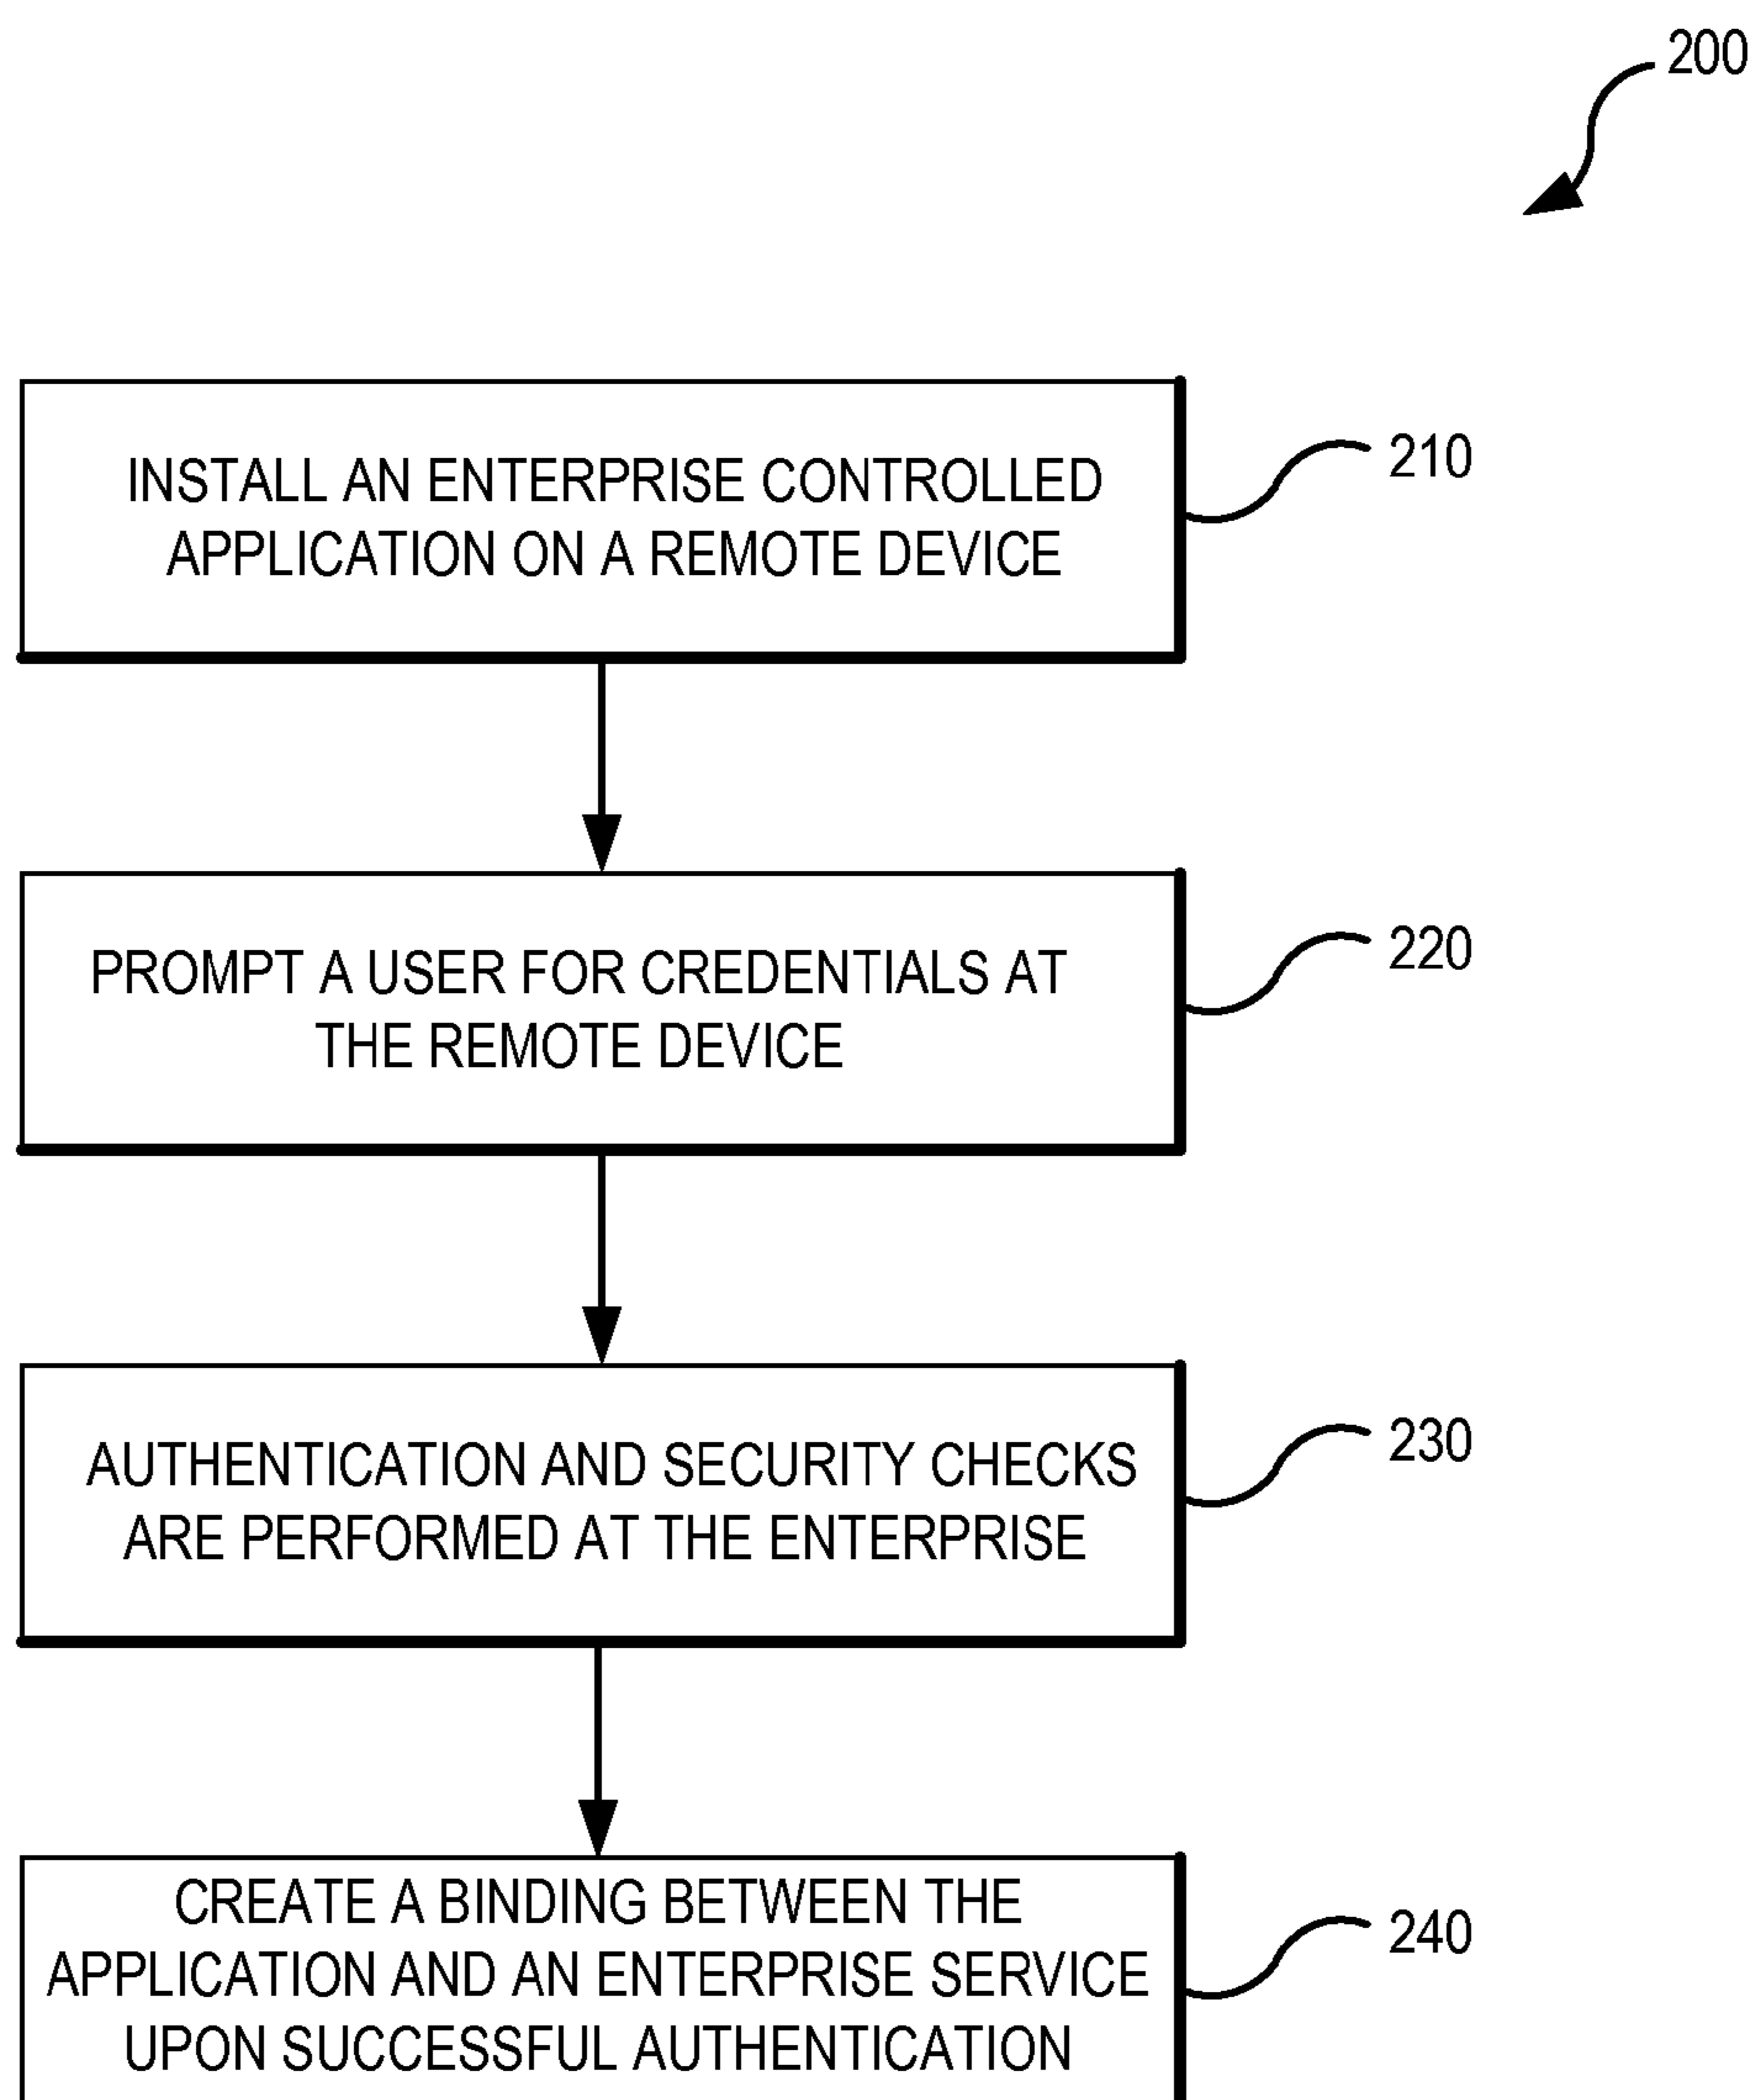 200
INSTALL AN ENTERPRISE CONTROLLED
APPLICATION ON A REMOTE DEVICE
210
PROMPT A USER FOR CREDENTIALS AT
THE REMOTE DEVICE
220
AUTHENTICATION AND SECURITY CHECKS
ARE PERFORMED AT THE ENTERPRISE
230
CREATE A BINDING BETWEEN THE
APPLICATION AND AN ENTERPRISE SERVICE
UPON SUCCESSFUL AUTHENTICATION
240